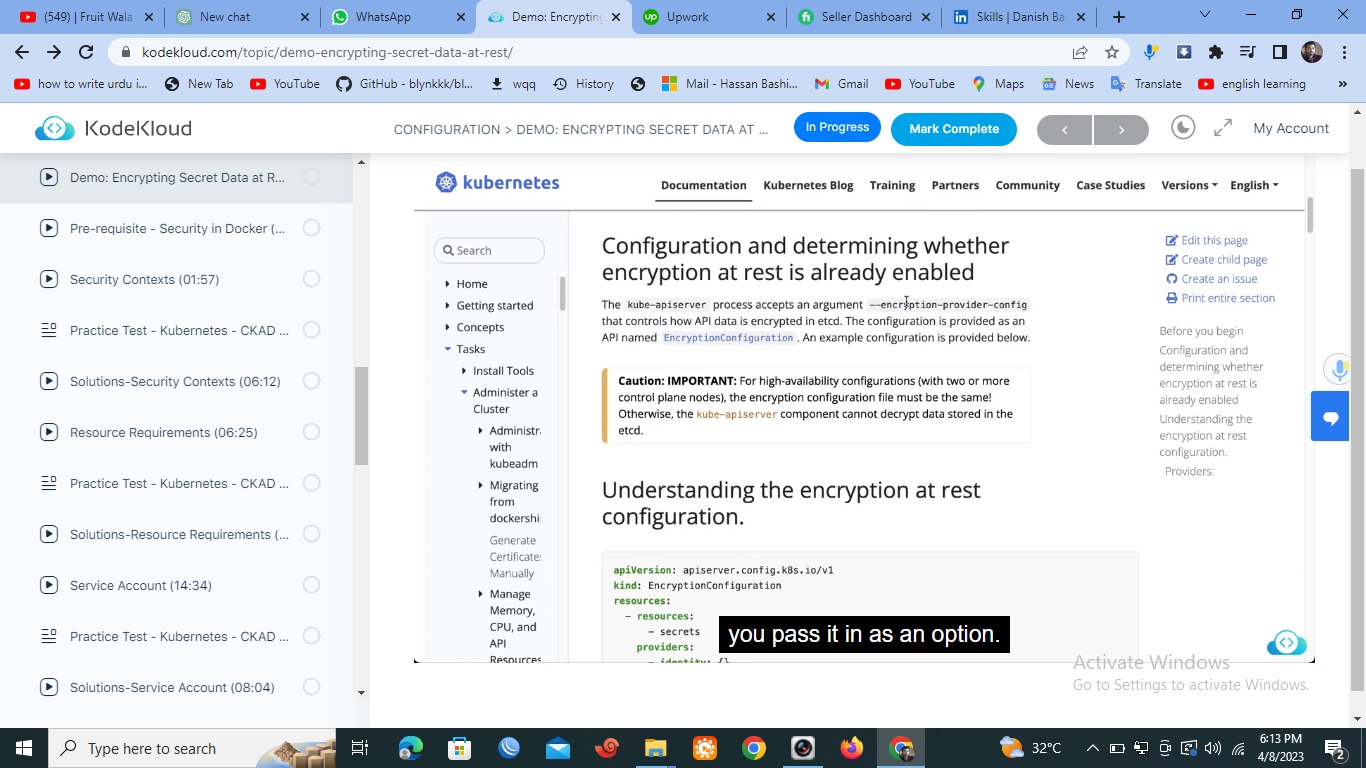 (549) | Fruit Wala
New chat
WhatsApp
Demo: Encrypting
Upwork
Seller Dashboard
Skills | Danish Ba
kodekloud.com/topic/demo-encrypting-secret-data-at-rest/
how to write urdu i...
New Tab
YouTube
GitHub - blynkkk/bl...
wqq
History
Mail - Hassan Bashi...
Gmail
YouTube
Maps
News
Translate
english learning
KodeKloud
CONFIGURATION > DEMO: ENCRYPTING SECRET DATA AT ...
In Progress
Mark Complete
My Account
Demo: Encrypting Secret Data at R...
Pre-requisite - Security in Docker (...
Security Contexts (01:57)
Practice Test - Kubernetes - CKAD ...
Solutions-Security Contexts (06:12)
Resource Requirements (06:25)
Practice Test - Kubernetes - CKAD ...
Solutions-Resource Requirements (...
Service Account (14:34)
Practice Test - Kubernetes - CKAD ...
Solutions-Service Account (08:04)
kubernetes
Documentation
Kubernetes Blog
Training
Partners
Community
Case Studies
Versions
English
Search
Home
Getting started
Concepts
Tasks
Install Tools
Administer a
Cluster
Administr
with
kubeadm
Migrating
from
dockershi
Generate
Certificate
Manually
Manage
Memory,
CPU, and
API
Resources
Configuration and determining whether
encryption at rest is already enabled
The kube-apiserver process accepts an argument --encryption-provider-config
that controls how API data is encrypted in etcd. The configuration is provided as an
API named EncryptionConfiguration . An example configuration is provided below.
Caution: IMPORTANT: For high-availability configurations (with two or more
control plane nodes), the encryption configuration file must be the same!
Otherwise, the kube-apiserver component cannot decrypt data stored in the
etcd.
Understanding the encryption at rest
configuration.
apiVersion: apiserver.config.k8s.io/v1
kind: EncryptionConfiguration
resources:
- resources:
- secrets
providers:
- identity: {}
you pass it in as an option.
Edit this page
Create child page
Create an issue
Print entire section
Before you begin
Configuration and
determining whether
encryption at rest is
already enabled
Understanding the
encryption at rest
configuration.
Providers:
Activate Windows
Go to Settings to activate Windows.
Type here to search
32°C
6:13 PM
4/8/2023
2